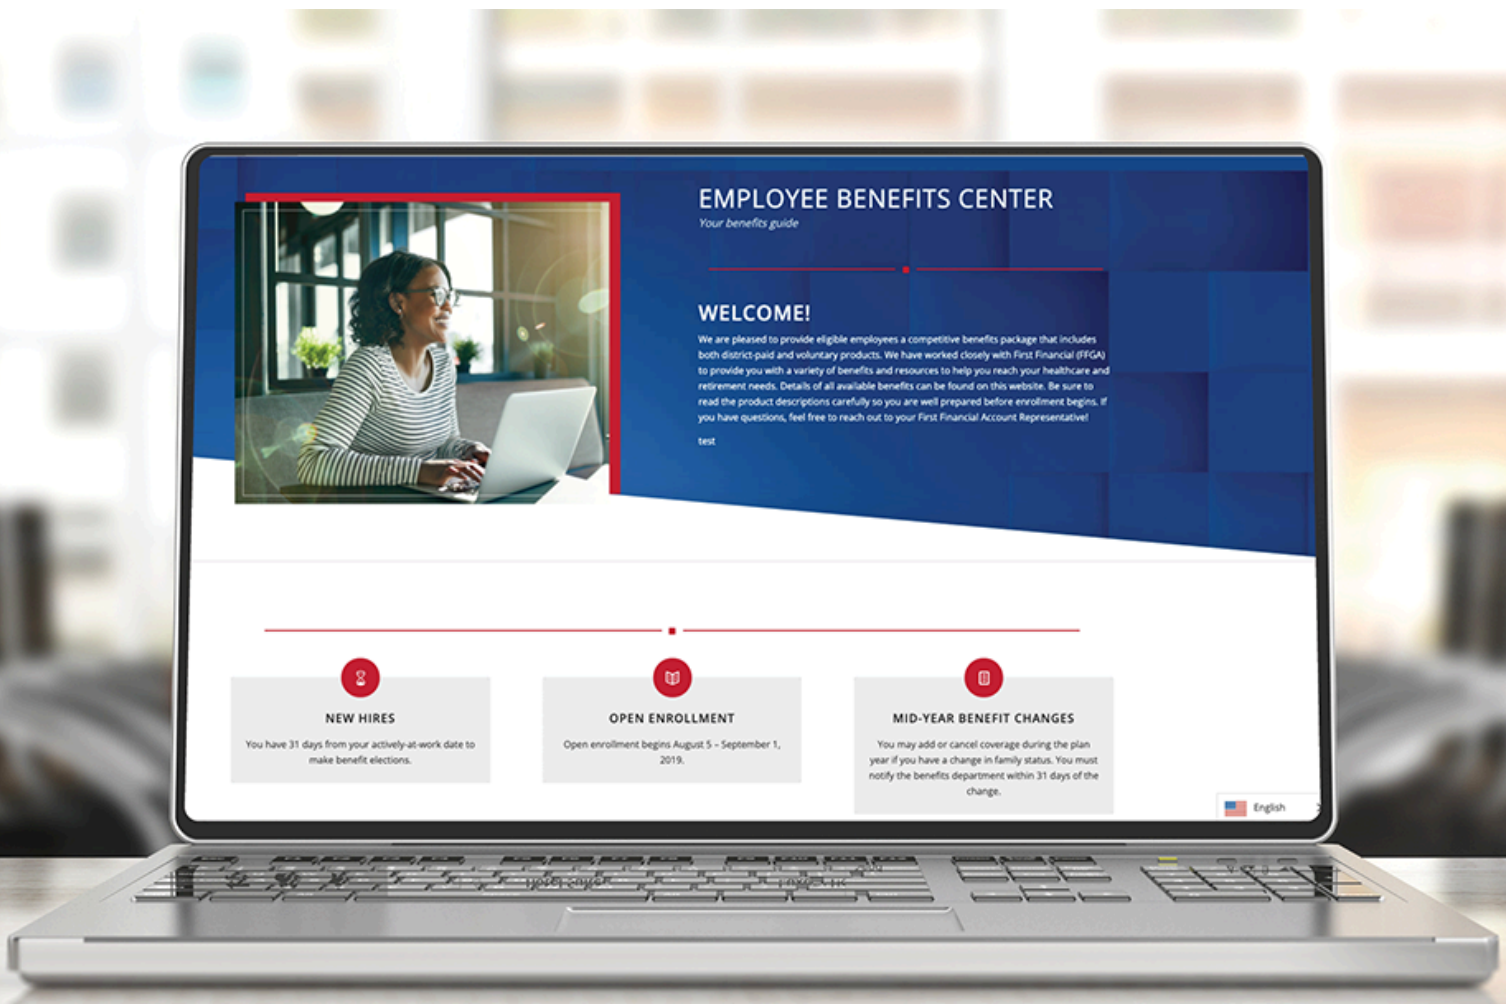 EMPLOYEE BENEFITS CENTER
Your benefits guide
WELCOME!
We are pleased to provide eligible employees a competitive benefits package that includes
both district-paid and voluntary products. We have worked closely with First Financial (FFGA)
to provide you with a variety of benefits and resources to help you reach your healthcare and
retirement needs. Details of all available benefits can be found on this website. Be sure to
read the product descriptions carefully so you are well prepared before enrollment begins. If
you have questions, feel free to reach out to your First Financial Account Representative!
test
NEW HIRES
You have 31 days from your actively-at-work date to
make benefit elections.
OPEN ENROLLMENT
Open enrollment begins August 5 – September 1,
2019.
MID-YEAR BENEFIT CHANGES
You may add or cancel coverage during the plan
year if you have a change in family status. You must
notify the benefits department within 31 days of the
change.
English